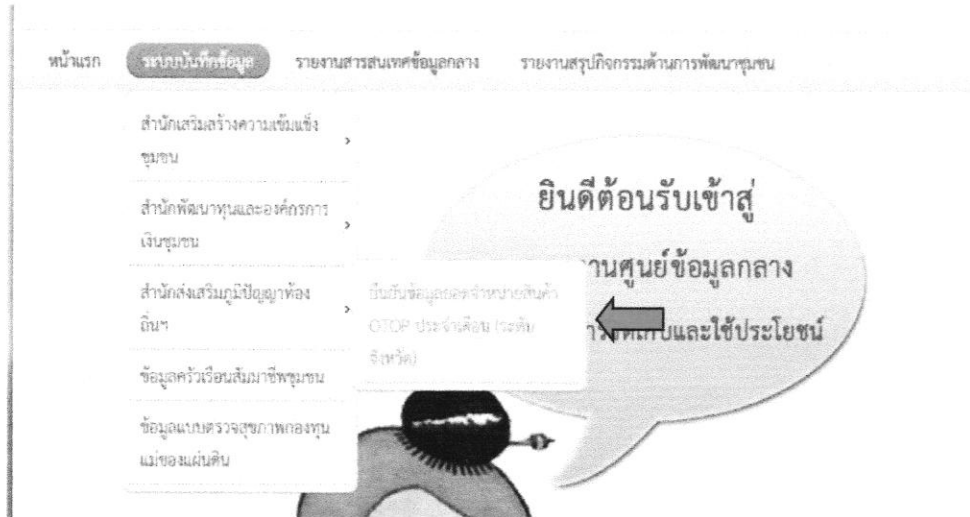 หน้าแรก ระบบบันทึกข้อมูล รายงานสารสนเทศข้อมูลกลาง รายงานสรุปกิจกรรมด้านการพัฒนาชุมชน
สำนักเสริมสร้างความเข้มแข็ง
ชุมชน
สำนักพัฒนาทุนและองค์กรการ
เงินชุมชน
สำนักส่งเสริมภูมิปัญญาท้อง
ถิ่นฯ
ข้อมูลครัวเรือนสัมมาชีพชุมชน
ข้อมูลแบบตรวจสุขภาพกองทุน
แม่ของแผ่นดิน
ยืนยันข้อมูลยอดจำหน่ายสินค้า
OTOP ประจำเดือน (ระดับ
จังหวัด)
ยินดีต้อนรับเข้าสู่
านศูนย์ข้อมูลกลาง
และใช้ประโยชน์